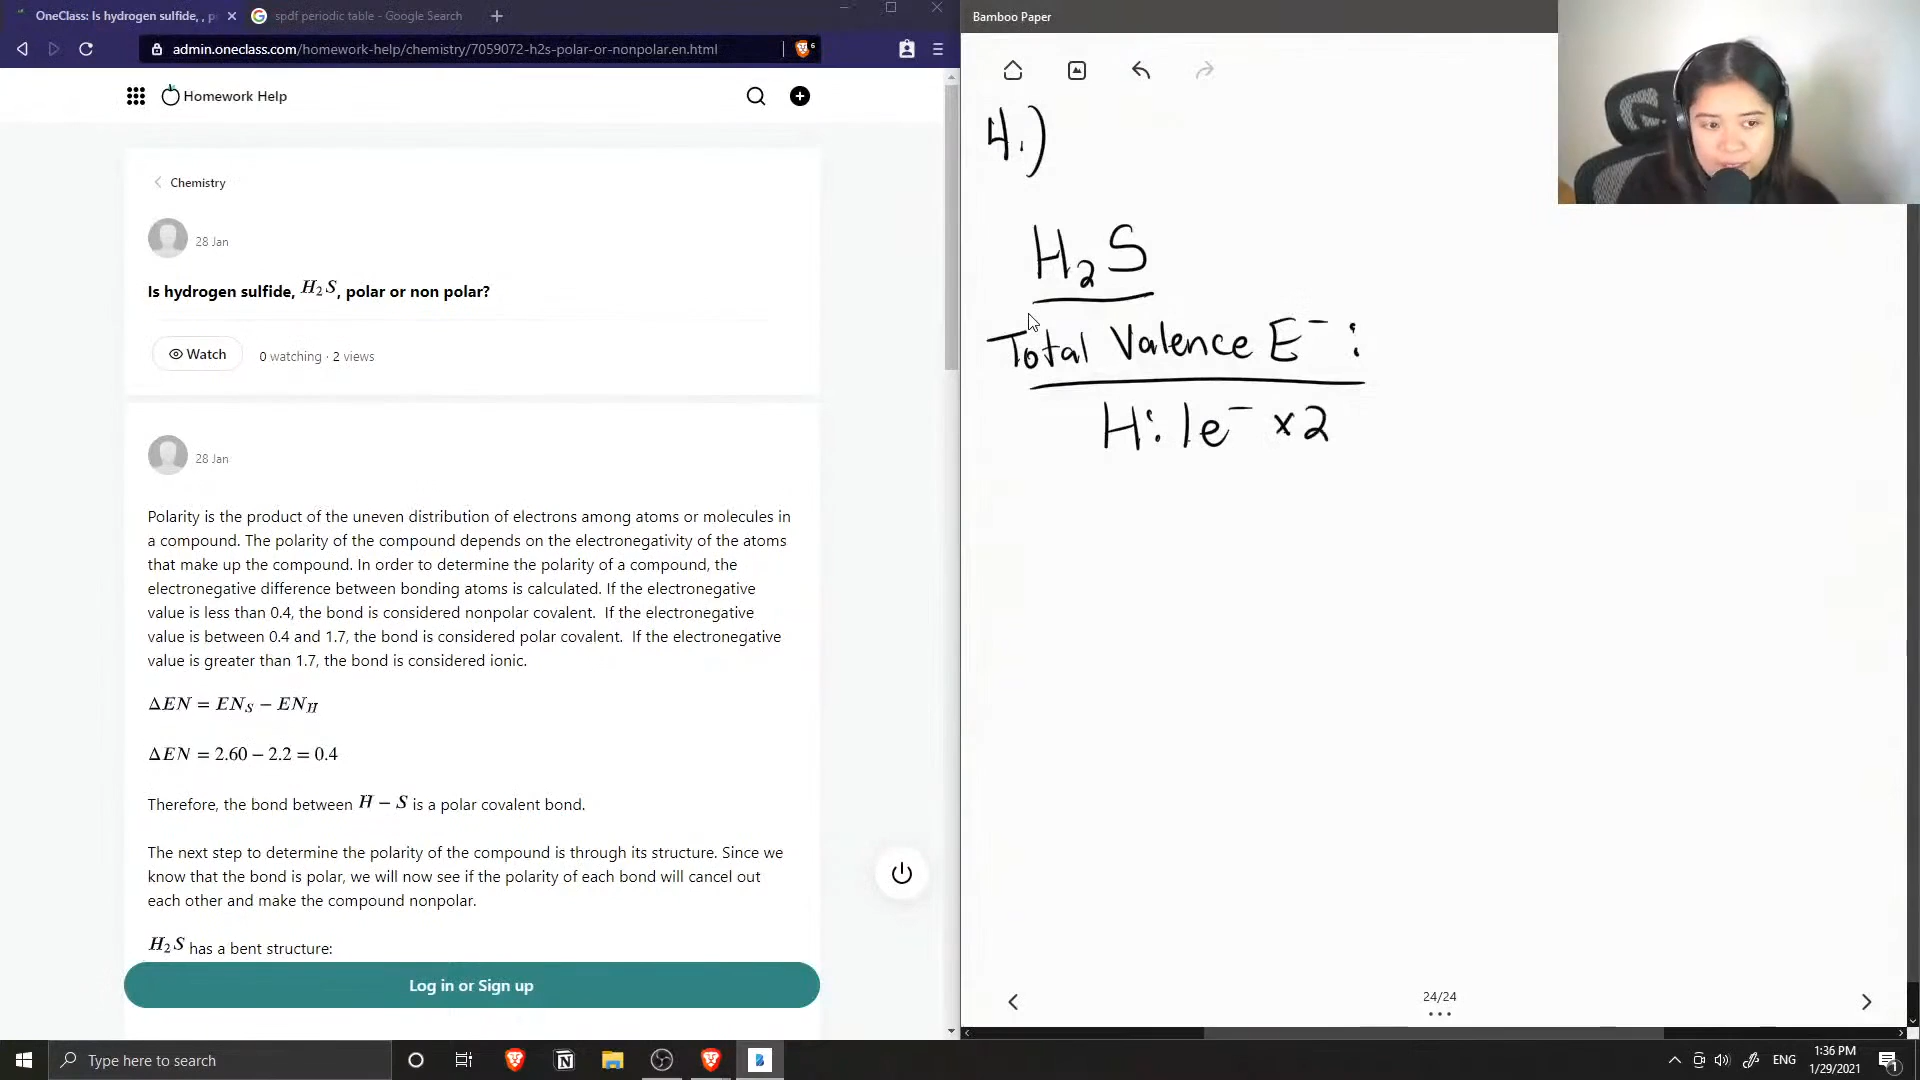 OneClass: Is hydrogen sulfide, , p
spdf periodic table - Google Search
admin.oneclass.com/homework-help/chemistry/7059072-h2s-polar-or-nonpolar.en.html
6
Homework Help
Chemistry
28 Jan
Is hydrogen sulfide, H₂S, polar or non polar?
Watch
0 watching · 2 views
28 Jan
Polarity is the product of the uneven distribution of electrons among atoms or molecules in
a compound. The polarity of the compound depends on the electronegativity of the atoms
that make up the compound. In order to determine the polarity of a compound, the
electronegative difference between bonding atoms is calculated. If the electronegative
value is less than 0.4, the bond is considered nonpolar covalent.  If the electronegative
value is between 0.4 and 1.7, the bond is considered polar covalent.  If the electronegative
value is greater than 1.7, the bond is considered ionic.
ΔEN = EN_S − EN_H
ΔEN = 2.60 − 2.2 = 0.4
Therefore, the bond between H − S is a polar covalent bond.
The next step to determine the polarity of the compound is through its structure. Since we
know that the bond is polar, we will now see if the polarity of each bond will cancel out
each other and make the compound nonpolar.
H₂S has a bent structure:
Log in or Sign up
Bamboo Paper
4.)
H₂S
Total Valence E⁻:
H: 1e⁻ ×2
24/24
Type here to search
ENG
1:36 PM
1/29/2021
1